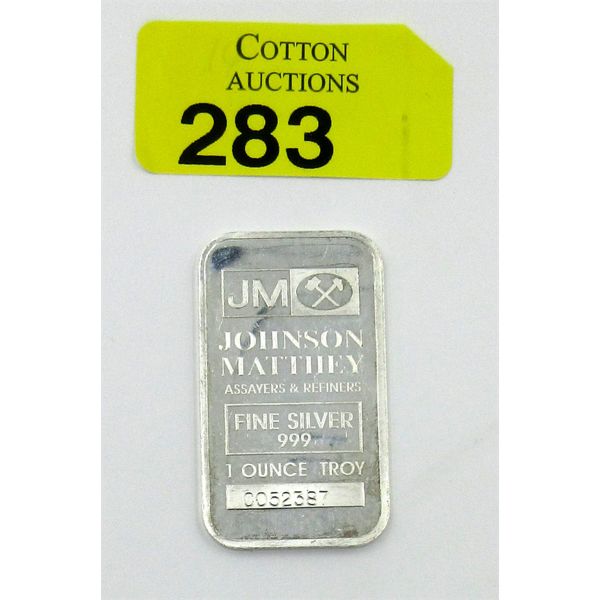 COTTON
AUCTIONS
283
JM
JOHNSON
MATTHEY
ASSAYERS & REFINERS
FINE SILVER
999
1 OUNCE TROY
0052387